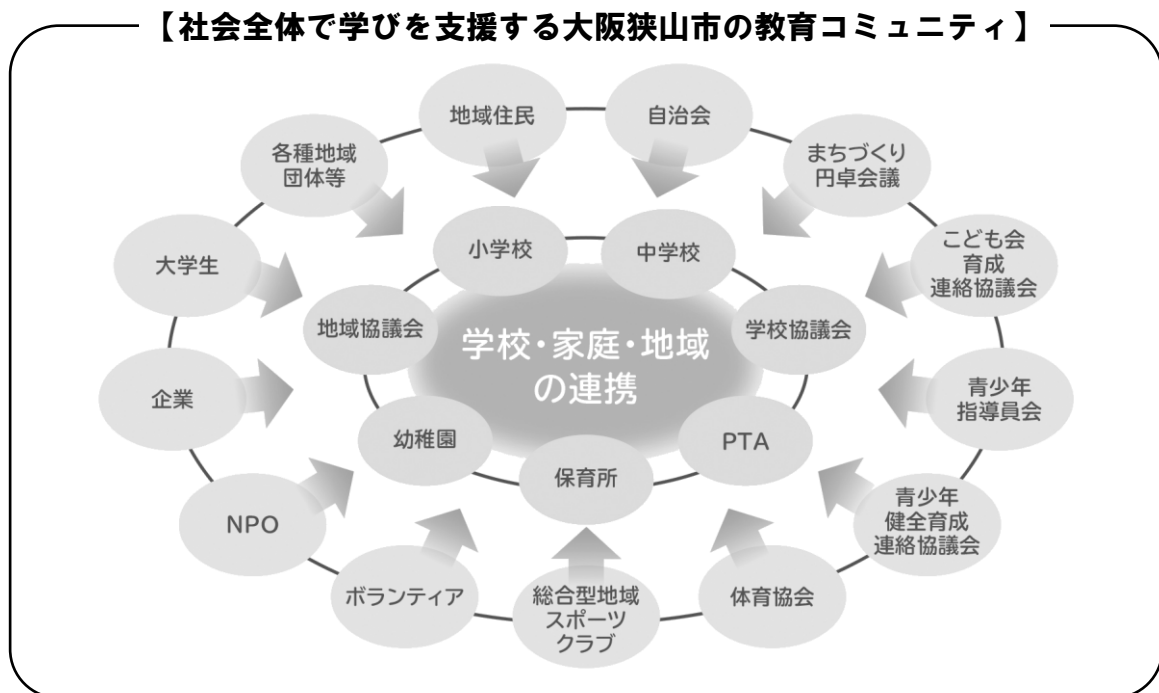 【社会全体で学びを支援する大阪狭山市の教育コミュニティ】
地域住民
自治会
各種地域
団体等
まちづくり
円卓会議
大学生
小学校
中学校
こども会
育成
連絡協議会
地域協議会
学校・家庭・地域
の連携
学校協議会
企業
青少年
指導員会
幼稚園
保育所
PTA
NPO
青少年
健全育成
連絡協議会
ボランティア
総合型地域
スポーツ
クラブ
体育協会